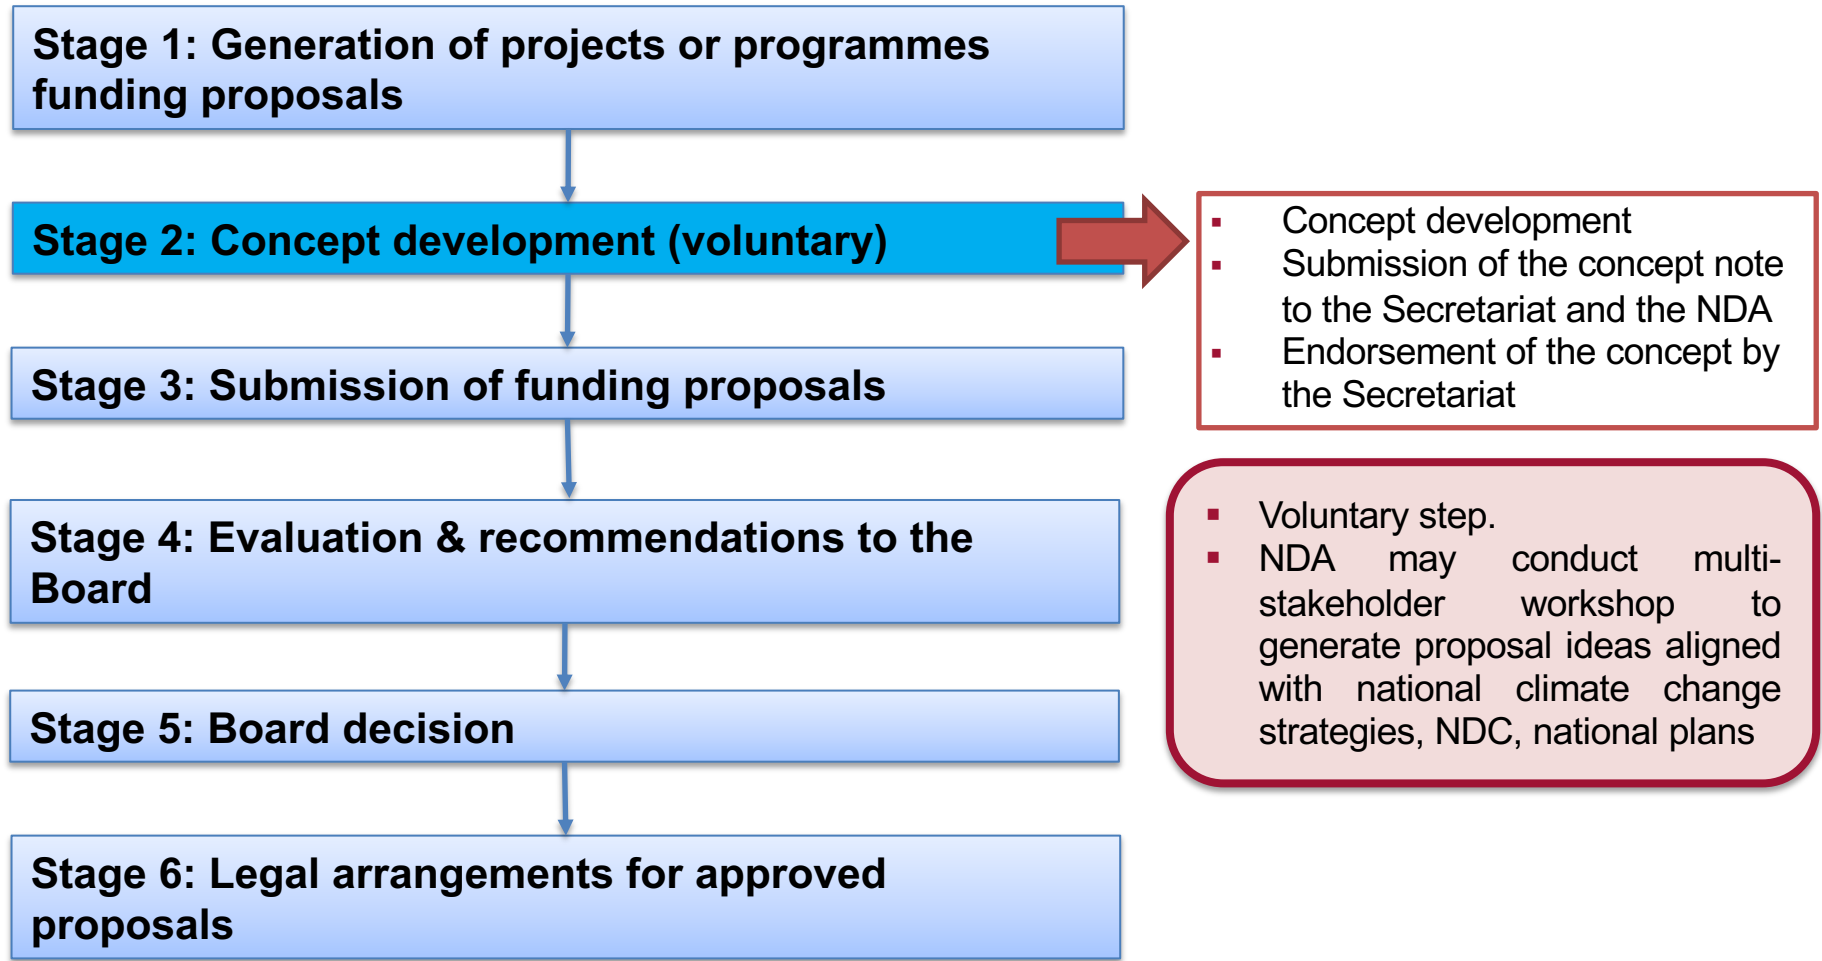 Stage 1: Generation of projects or programmes
funding proposals
Stage 2: Concept development (voluntary)
▪ Concept development
▪ Submission of the concept note
to the Secretariat and the NDA
▪ Endorsement of the concept by
the Secretariat
Stage 3: Submission of funding proposals
Stage 4: Evaluation & recommendations to the
Board
▪ Voluntary step.
▪ NDA may conduct multi-
stakeholder workshop to
generate proposal ideas aligned
with national climate change
strategies, NDC, national plans
Stage 5: Board decision
Stage 6: Legal arrangements for approved
proposals